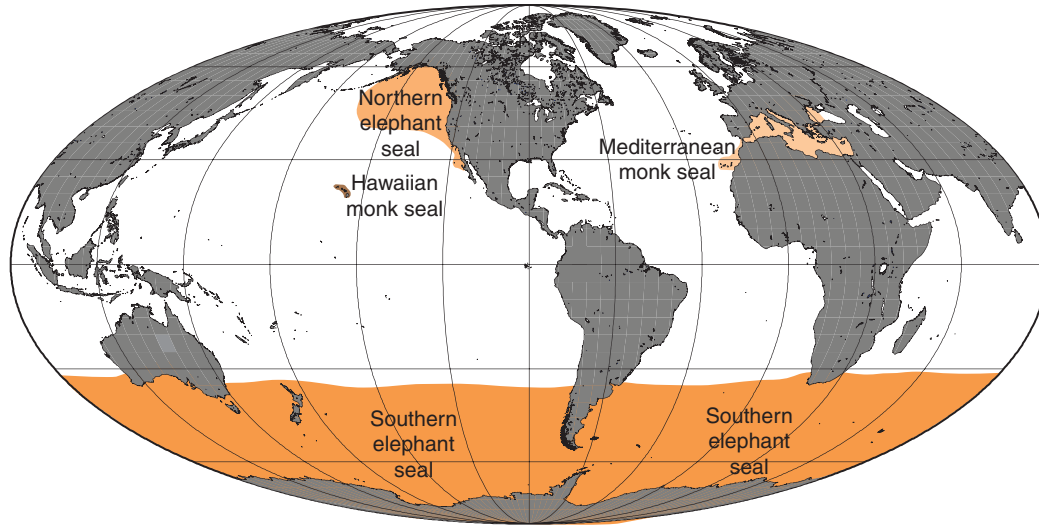 Northern
elephant
seal
Mediterranean
monk seal
Hawaiian
monk seal
Southern
elephant
seal
Southern
elephant
seal